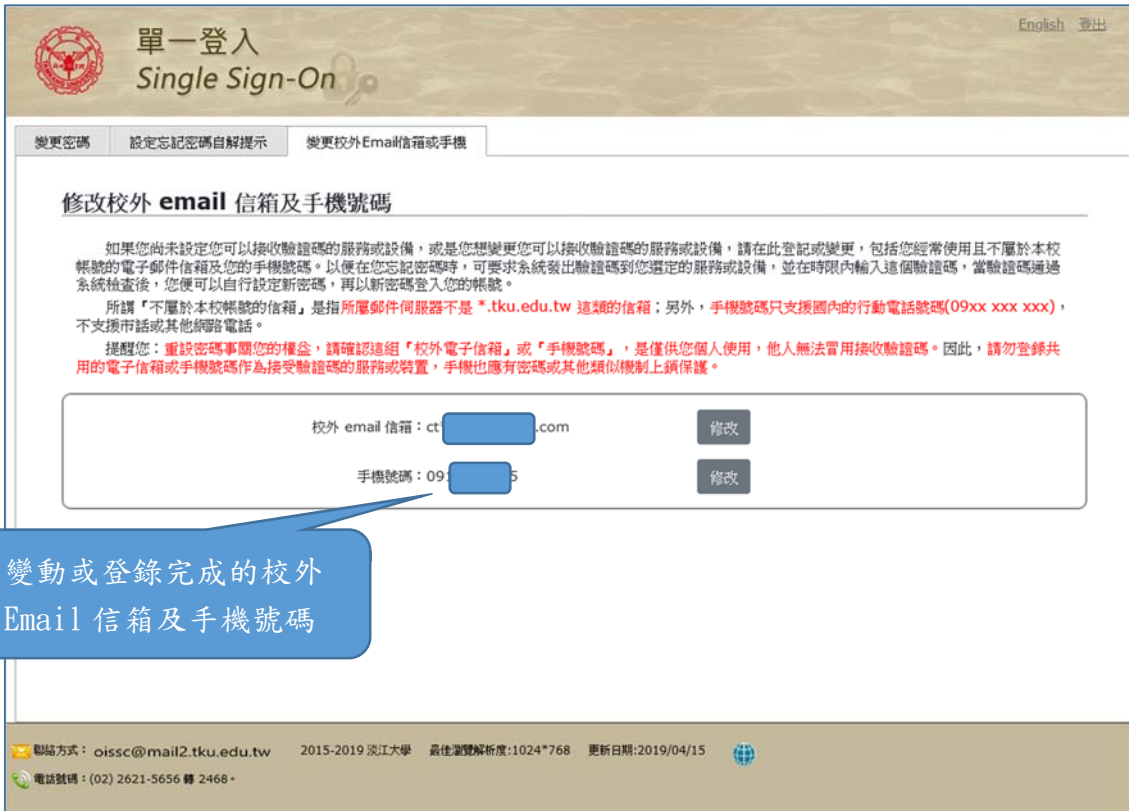 English 登出
單一登入
Single Sign-On
變更密碼 設定忘記密碼自解提示 變更校外Email信箱或手機
修改校外 email 信箱及手機號碼
如果您尚未設定您可以接收驗證碼的服務或設備，或是您想變更您可以接收驗證碼的服務或設備，請在此登記或變更，包括您經常使用且不屬於本校
帳號的電子郵件信箱及您的手機號碼。以便在您忘記密碼時，可要求系統發出驗證碼到您選定的服務或設備，並在時限內輸入這個驗證碼，當驗證碼通過
系統檢查後，您便可以自行設定新密碼，再以新密碼登入您的帳號。
所謂『不屬於本校帳號的信箱』是指所屬郵件伺服器不是 *.tku.edu.tw 這類的信箱；另外，手機號碼只支援國內的行動電話號碼(09xx xxx xxx)，
不支援市話或其他網路電話。
提醒您：重設密碼事關您的權益，請確認這組『校外電子信箱』或『手機號碼』，是僅供您個人使用，他人無法冒用接收驗證碼。因此，請勿登錄共
用的電子信箱或手機號碼作為接受驗證碼的服務或裝置，手機也應有密碼或其他類似機制上鎖保護。
校外 email 信箱：ct .com 修改
手機號碼：09 5 修改
變動或登錄完成的校外
Email 信箱及手機號碼
聯絡方式： oissc@mail2.tku.edu.tw 2015-2019 淡江大學 最佳瀏覽解析度:1024*768 更新日期:2019/04/15
電話號碼：(02) 2621-5656 轉 2468。